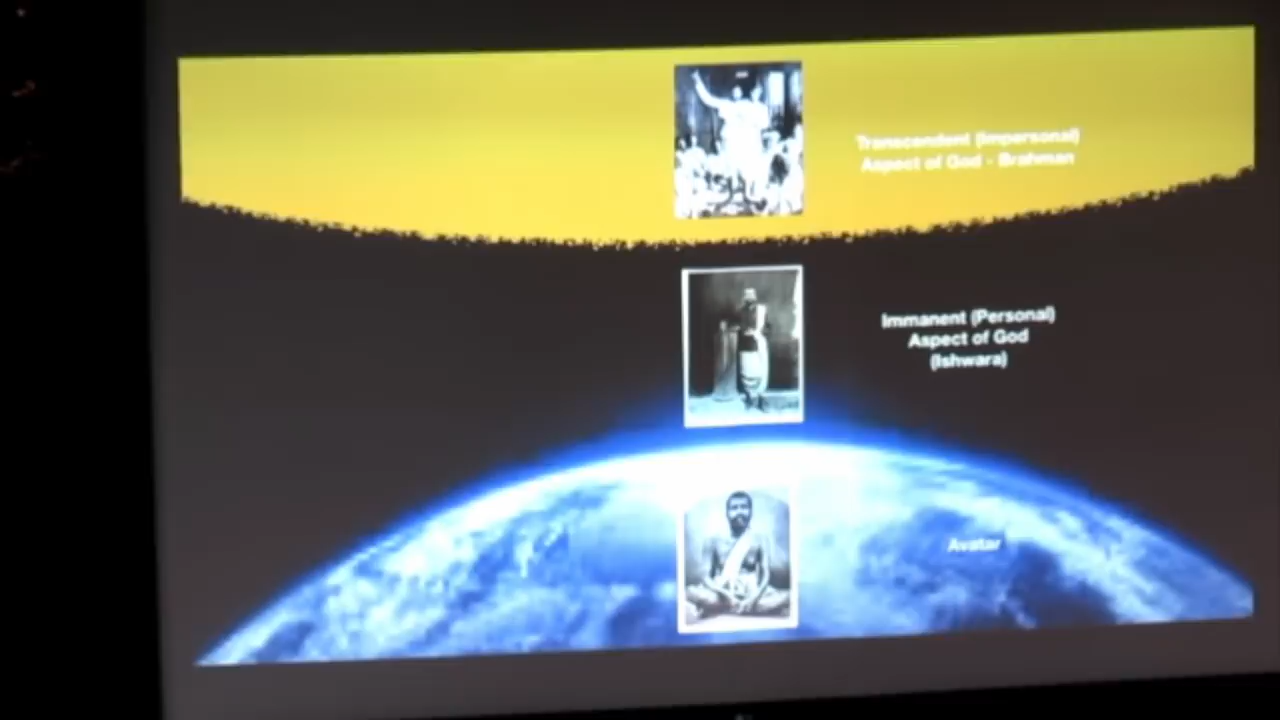 Transcendent (Impersonal)
Aspect of God - Brahman
Immanent (Personal)
Aspect of God
(Ishwara)
Avatar